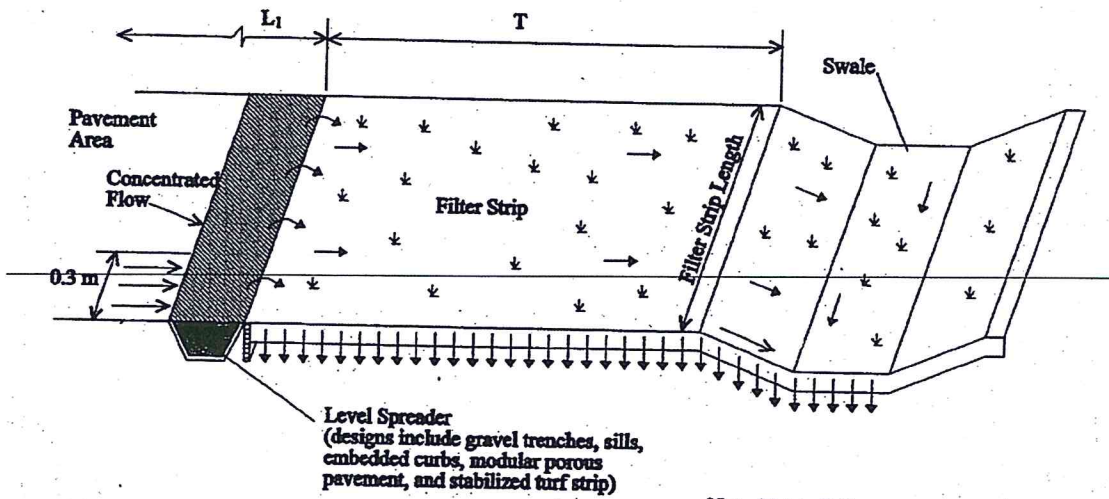 L₁
T
Swale
Pavement
Area
Concentrated
Flow
Filter Strip
Filter Strip Length
0.3 m
Level Spreader
(designs include gravel trenches, sills,
embedded curbs, modular porous
pavement, and stabilized turf strip)